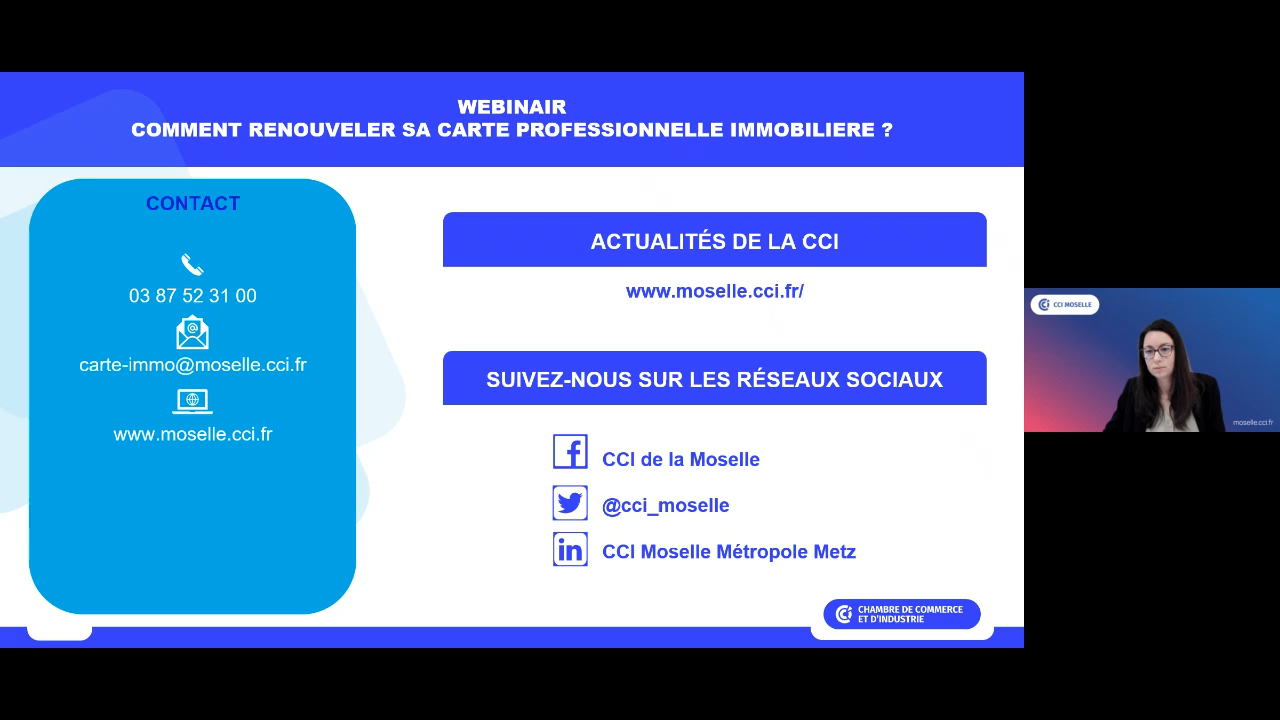 WEBINAIR
COMMENT RENOUVELER SA CARTE PROFESSIONNELLE IMMOBILIERE ?
CONTACT
03 87 52 31 00
carte-immo@moselle.cci.fr
www.moselle.cci.fr
ACTUALITÉS DE LA CCI
www.moselle.cci.fr/
SUIVEZ-NOUS SUR LES RÉSEAUX SOCIAUX
CCI de la Moselle
@cci_moselle
CCI Moselle Métropole Metz
CHAMBRE DE COMMERCE
ET D'INDUSTRIE
CCI MOSELLE
moselle.cci.fr